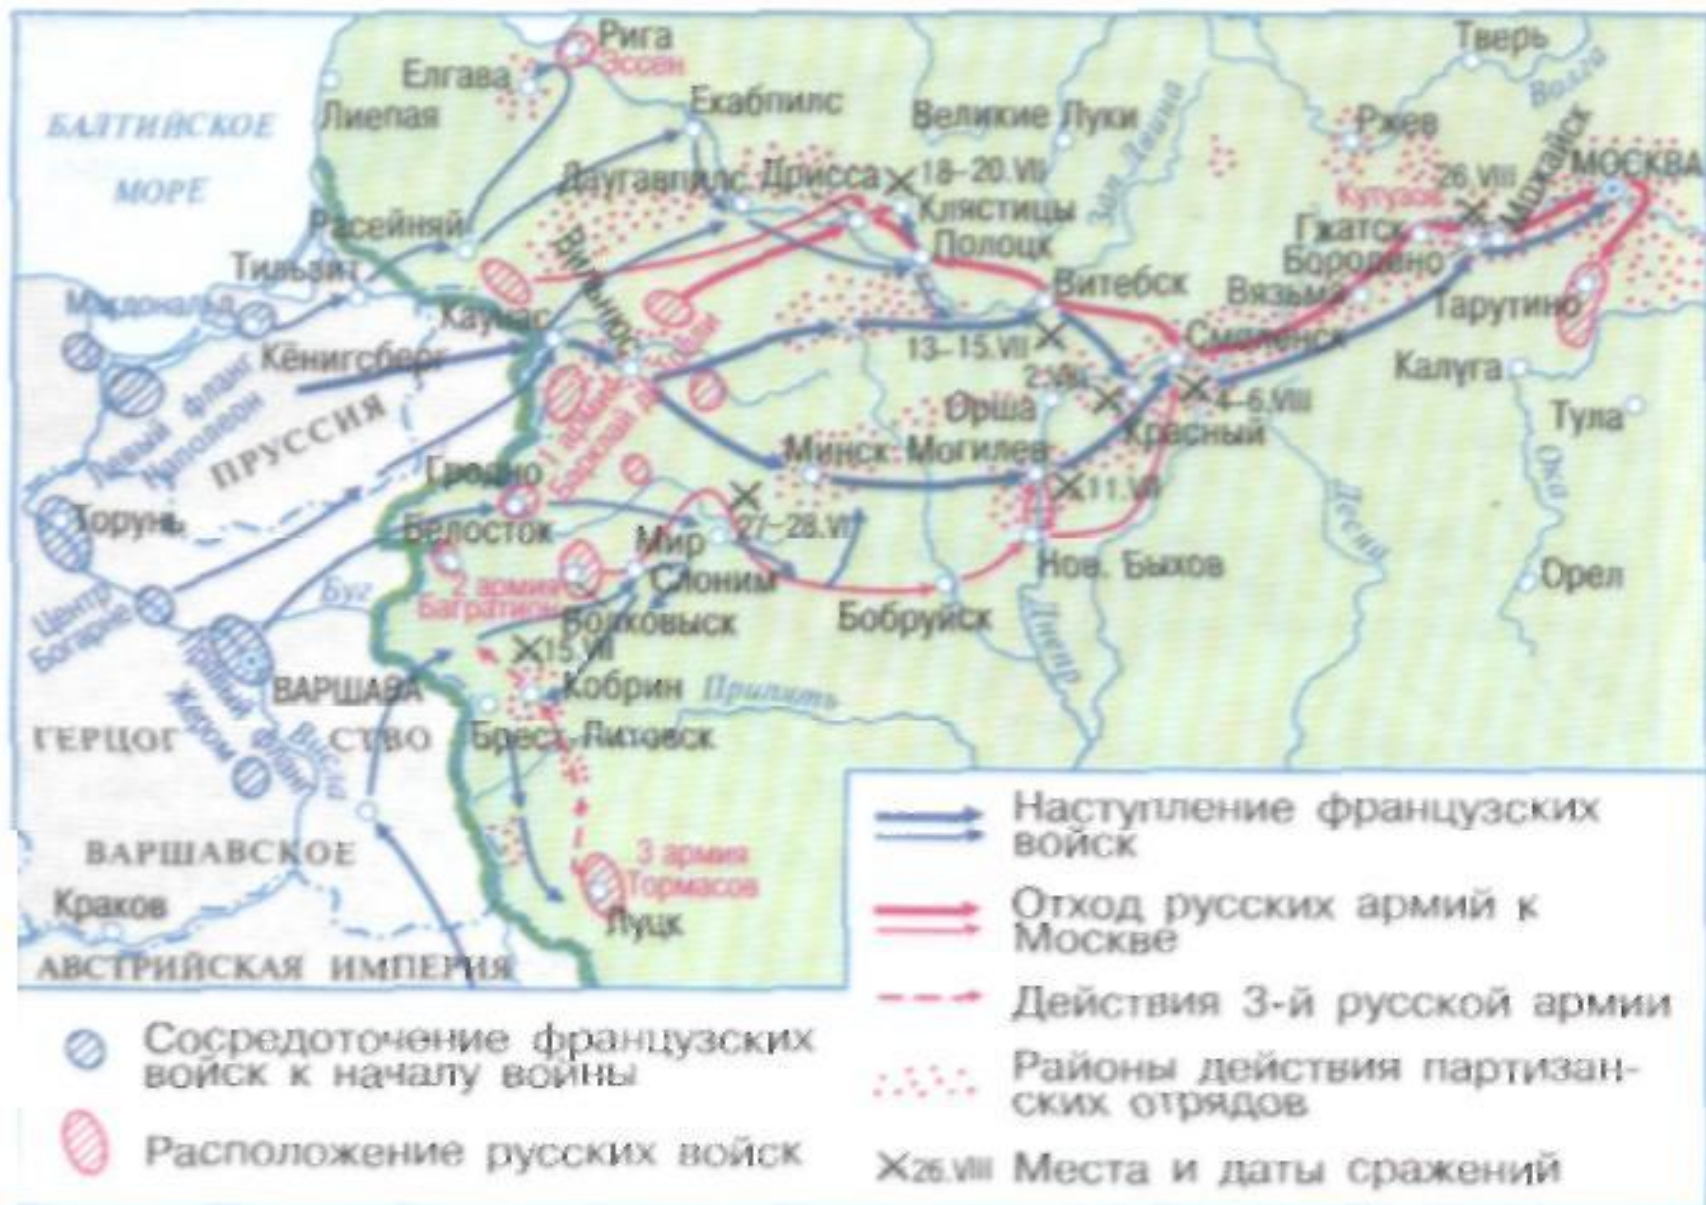 Рига
Эссен
Елгава
Лиепая
БАЛТИЙСКОЕ
МОРЕ
Екабпилс
Великие Луки
Зап. Двина
Тверь
Волга
Ржев
Можайск
МОСКВА
26.VIII
Кутузов
Даугавпилс
Дрисса
18–20.VII
Клястицы
Полоцк
Расейняй
Тильзит
Макдональд
Каунас
Вильнюс
Кёнигсберг
Левый фланг
Наполеон
ПРУССИЯ
1 армия
Барклай де Толли
Витебск
13–15.VII
2.VIII
Орша
Смоленск
4–6.VIII
Красный
Гжатск
Бородино
Вязьма
Тарутино
Калуга
Тула
Ока
Орел
Десна
Минск
Могилев
11.VII
Гродно
Белосток
Торунь
Мир
27–28.VI
Слоним
Волковыск
2 армия
Багратион
Буг
Центр
Богарне
Правый фланг
Жером
ВАРШАВА
Висла
ГЕРЦОГ
СТВО
ВАРШАВСКОЕ
Краков
АВСТРИЙСКАЯ ИМПЕРИЯ
Бобруйск
Нов. Быхов
Днепр
Припять
15.VII
Кобрин
Брест-Литовск
3 армия
Тормасов
Луцк
Наступление французских
войск
Отход русских армий к
Москве
Действия 3-й русской армии
Районы действия партизан-
ских отрядов
26.VIII Места и даты сражений
Сосредоточение французских
войск к началу войны
Расположение русских войск